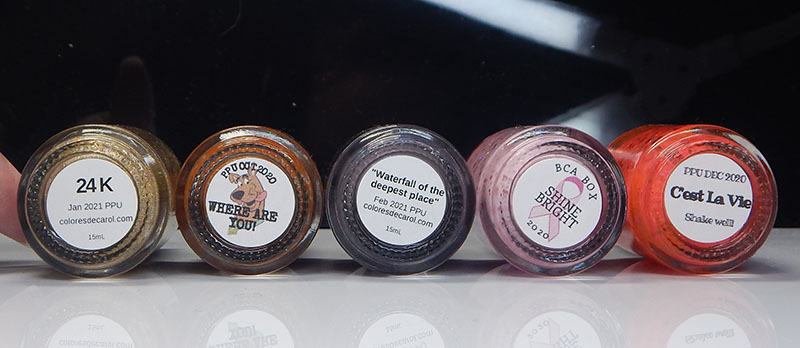 24 K
Jan 2021 PPU
coloresdecarol.com
15mL
PPU OCT 2020
WHERE ARE
YOU!
"Waterfall of the
deepest place"
Feb 2021 PPU
coloresdecarol.com
15mL
BCA BOX
SHINE
BRIGHT
2020
PPU DEC 2020
C'est La Vie
Shake well!